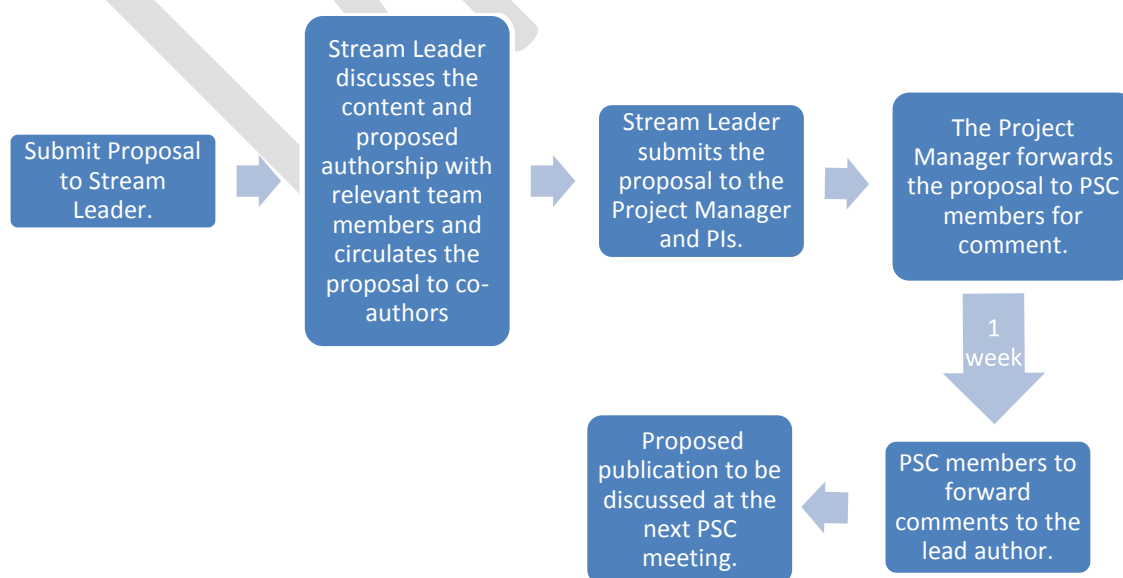 Submit Proposal
to Stream
Leader.
Stream Leader
discusses the
content and
proposed
authorship with
relevant team
members and
circulates the
proposal to co-
authors
Stream Leader
submits the
proposal to the
Project Manager
and PIs.
The Project
Manager forwards
the proposal to PSC
members for
comment.
1
week
PSC members to
forward
comments to the
lead author.
Proposed
publication to be
discussed at the
next PSC
meeting.